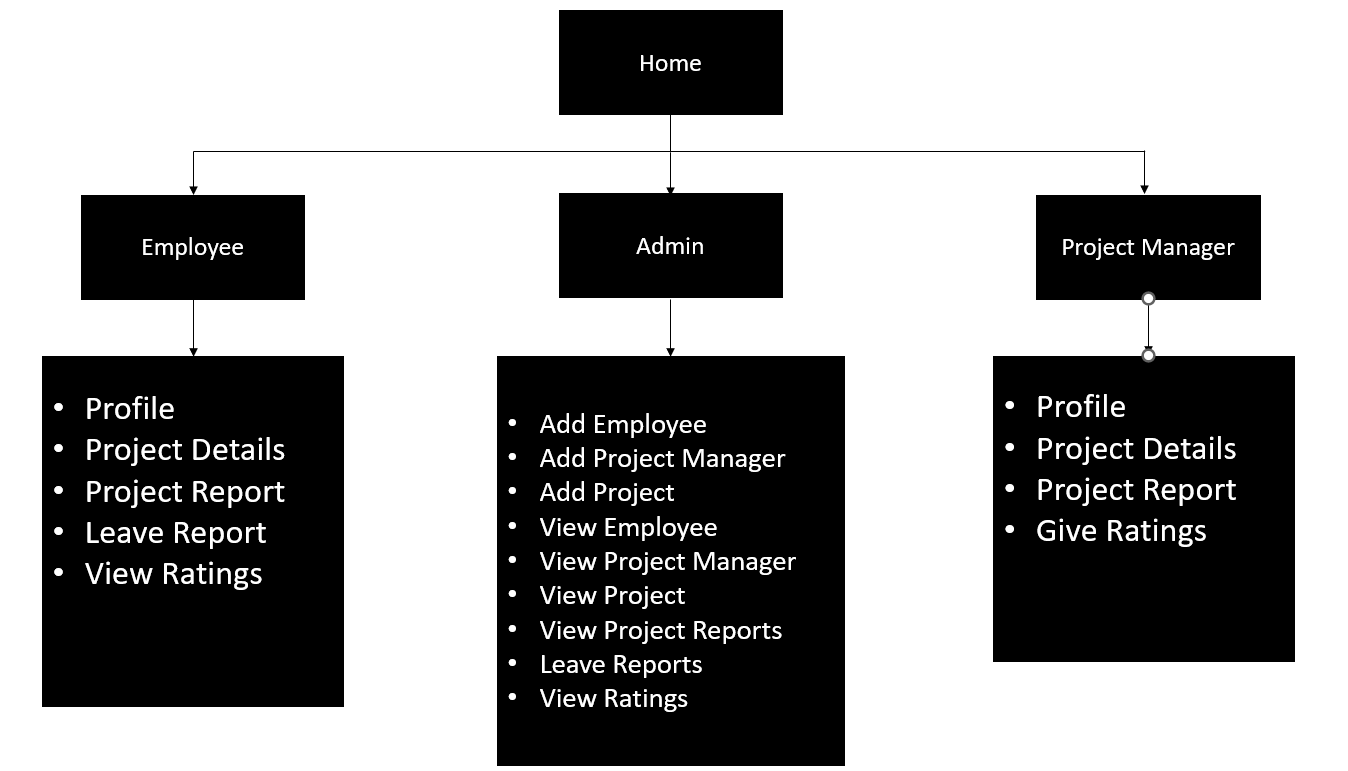 Home
Employee
Admin
Project Manager
• Profile
• Project Details
• Project Report
• Leave Report
• View Ratings
• Add Employee
• Add Project Manager
• Add Project
• View Employee
• View Project Manager
• View Project
• View Project Reports
• Leave Reports
• View Ratings
• Profile
• Project Details
• Project Report
• Give Ratings